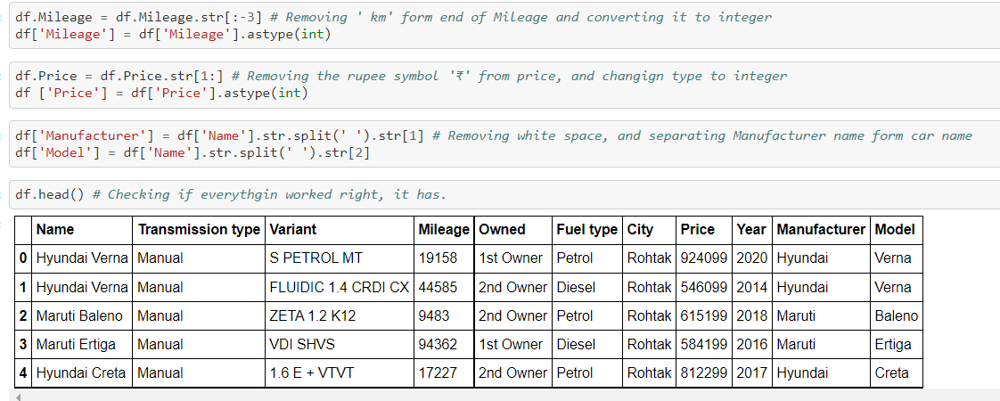 df.Mileage = df.Mileage.str[:-3] # Removing ' km' form end of Mileage and converting it to integer
df['Mileage'] = df['Mileage'].astype(int)
df.Price = df.Price.str[1:] # Removing the rupee symbol '₹' from price, and changign type to integer
df ['Price'] = df['Price'].astype(int)
df['Manufacturer'] = df['Name'].str.split(' ').str[1] # Removing white space, and separating Manufacturer name form car name
df['Model'] = df['Name'].str.split(' ').str[2]
df.head() # Checking if everythgin worked right, it has.
Name Transmission type Variant Mileage Owned Fuel type City Price Year Manufacturer Model
0 Hyundai Verna Manual S PETROL MT 19158 1st Owner Petrol Rohtak 924099 2020 Hyundai Verna
1 Hyundai Verna Manual FLUIDIC 1.4 CRDI CX 44585 2nd Owner Diesel Rohtak 546099 2014 Hyundai Verna
2 Maruti Baleno Manual ZETA 1.2 K12 9483 2nd Owner Petrol Rohtak 615199 2018 Maruti Baleno
3 Maruti Ertiga Manual VDI SHVS 94362 1st Owner Diesel Rohtak 584199 2016 Maruti Ertiga
4 Hyundai Creta Manual 1.6 E + VTVT 17227 2nd Owner Petrol Rohtak 812299 2017 Hyundai Creta